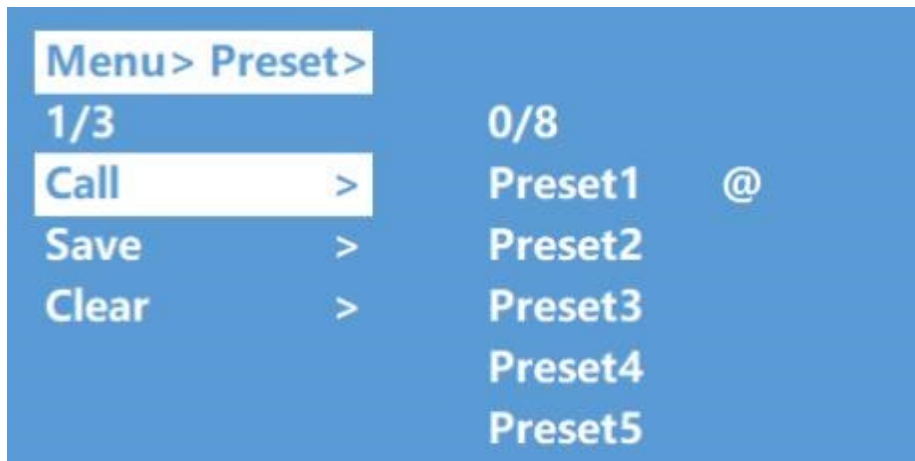 Menu> Preset>
1/3 0/8
Call > Preset1 @
Save > Preset2
Clear > Preset3
Preset4
Preset5